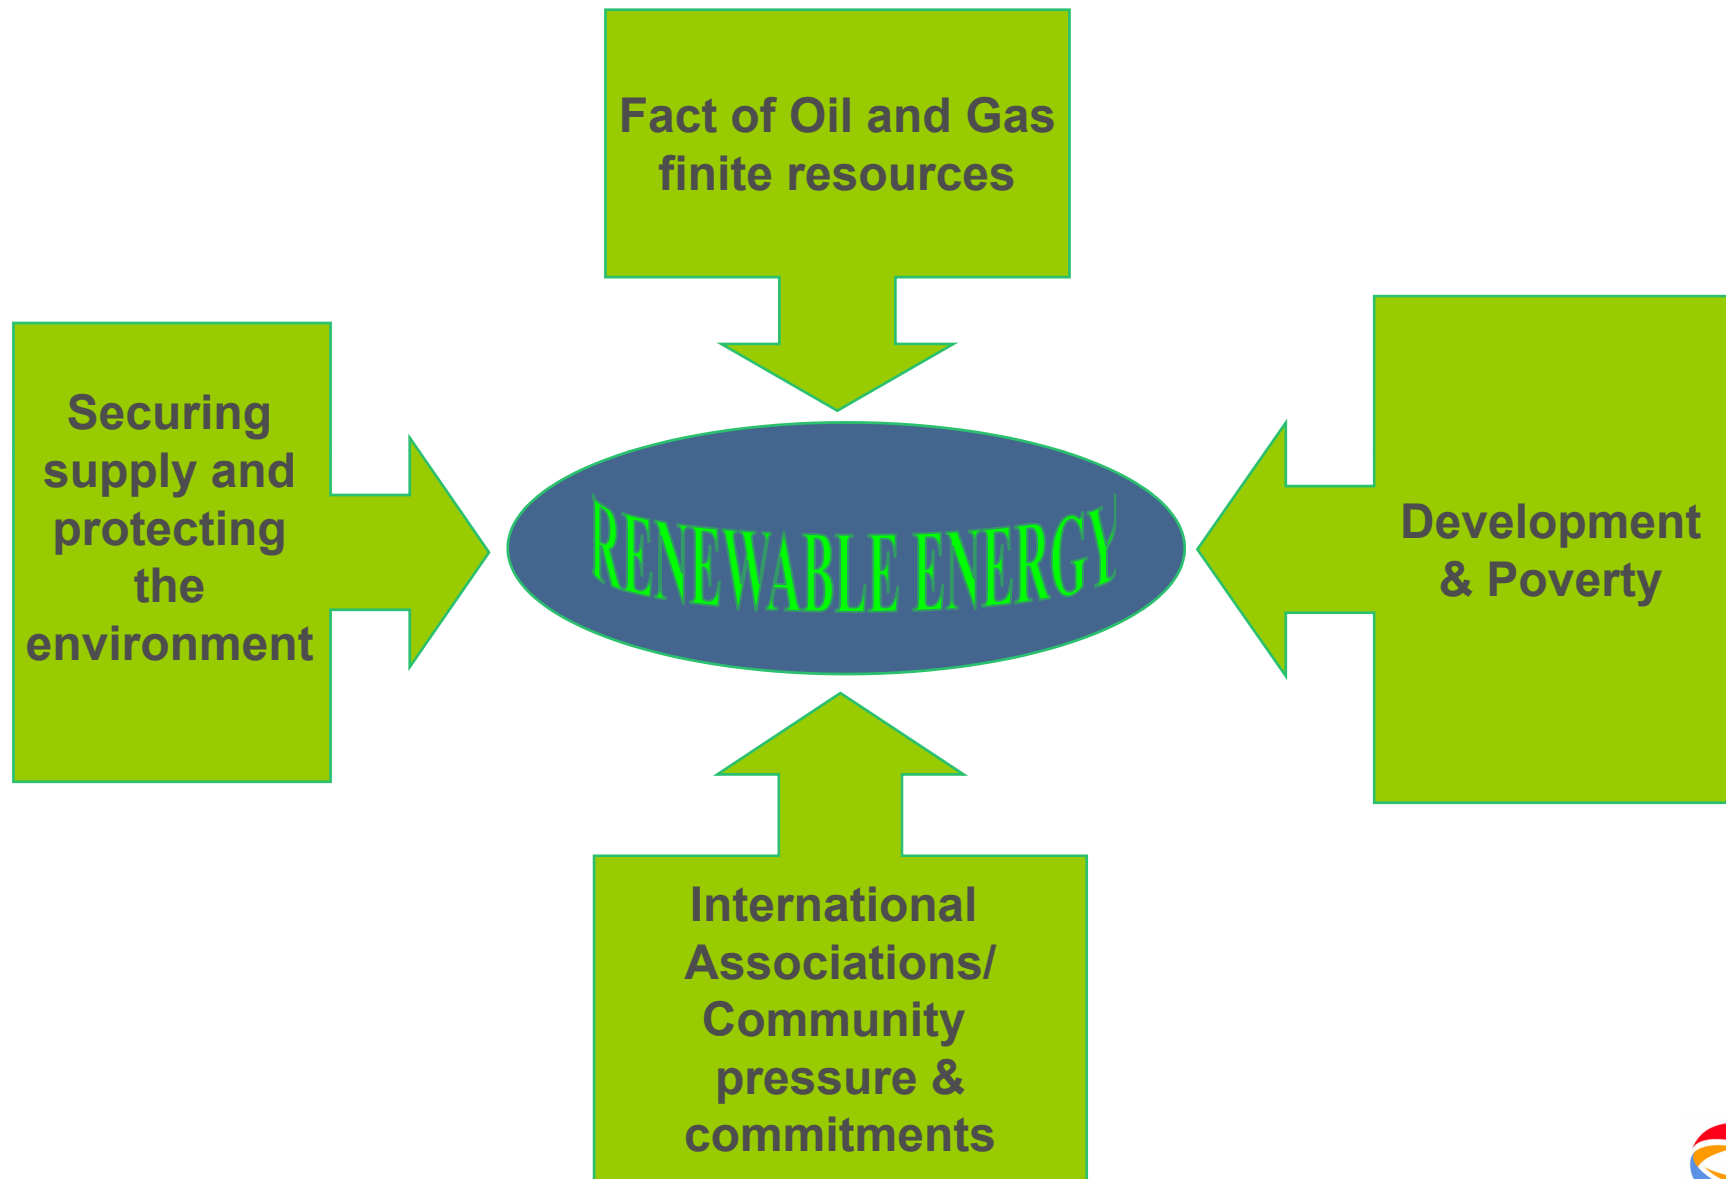 Fact of Oil and Gas
finite resources
Securing
supply and
protecting
the
environment
RENEWABLE ENERGY
Development
& Poverty
International
Associations/
Community
pressure &
commitments